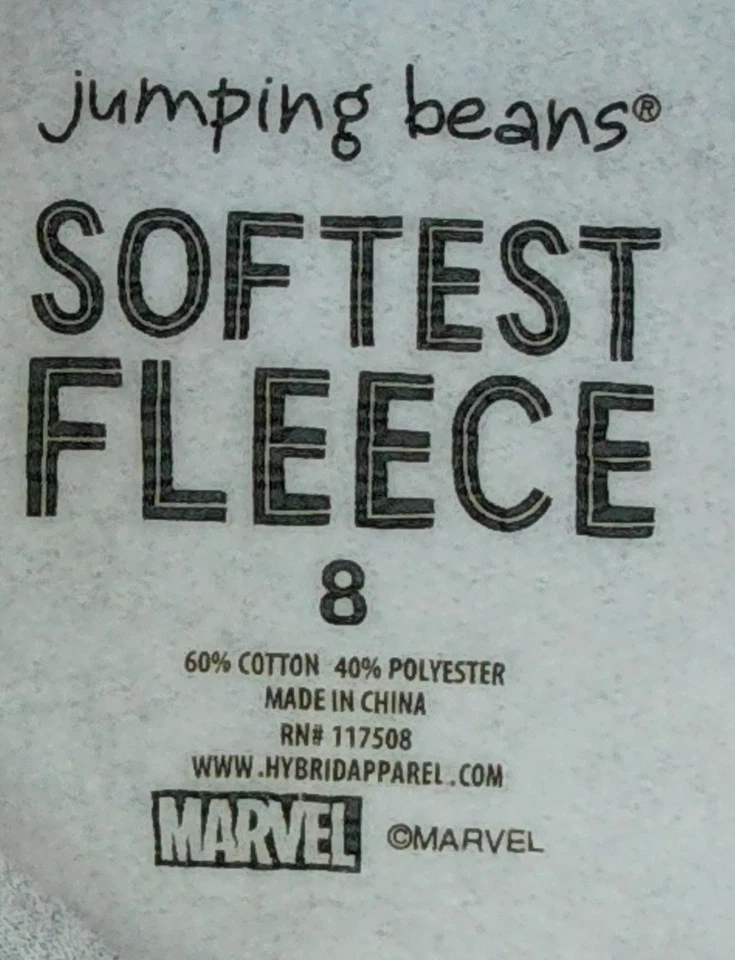 jumping beans®
SOFTEST
FLEECE
8
60% COTTON 40% POLYESTER
MADE IN CHINA
RN# 117508
WWW.HYBRIDAPPAREL.COM
MARVEL ©MARVEL